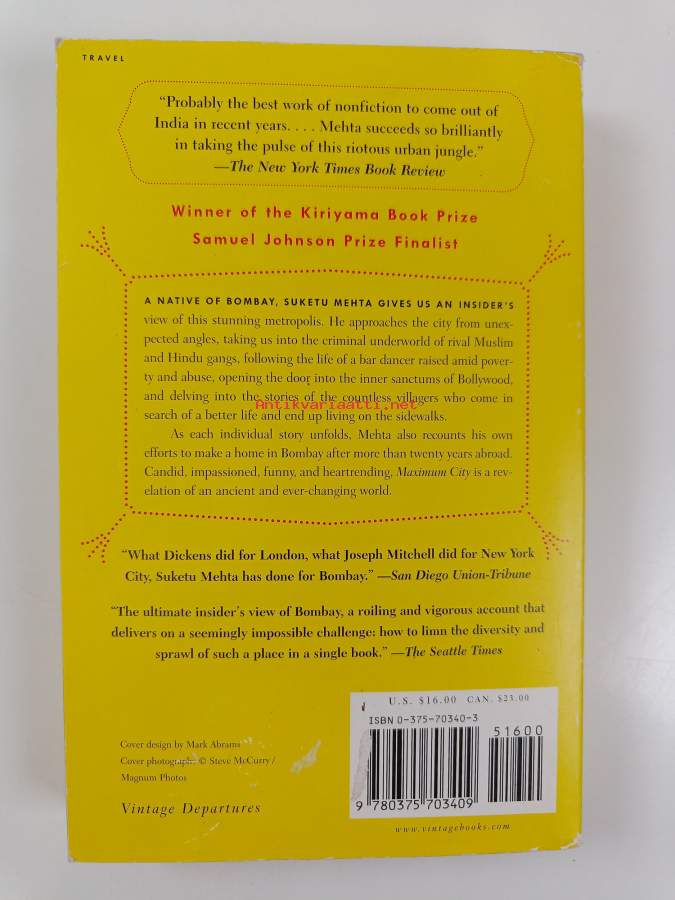 TRAVEL
“Probably the best work of nonfiction to come out of
India in recent years. . . . Mehta succeeds so brilliantly
in taking the pulse of this riotous urban jungle.”
—The New York Times Book Review
Winner of the Kiriyama Book Prize
Samuel Johnson Prize Finalist
A NATIVE OF BOMBAY, SUKETU MEHTA GIVES US AN INSIDER’S
view of this stunning metropolis. He approaches the city from unex-
pected angles, taking us into the criminal underworld of rival Muslim
and Hindu gangs, following the life of a bar dancer raised amid pover-
ty and abuse, opening the door into the inner sanctums of Bollywood,
and delving into the stories of the countless villagers who come in
Antikvariaatti.net
search of a better life and end up living on the sidewalks.
As each individual story unfolds, Mehta also recounts his own
efforts to make a home in Bombay after more than twenty years abroad.
Candid, impassioned, funny, and heartrending, Maximum City is a rev-
elation of an ancient and ever-changing world.
“What Dickens did for London, what Joseph Mitchell did for New York
City, Suketu Mehta has done for Bombay.” —San Diego Union-Tribune
“The ultimate insider’s view of Bombay, a roiling and vigorous account that
delivers on a seemingly impossible challenge: how to limn the diversity and
sprawl of such a place in a single book.” —The Seattle Times
U.S. $16.00 CAN. $23.00
ISBN 0-375-70340-3
51600
9 780375 703409
www.vintagebooks.com
Cover design by Mark Abrams
Cover photograph: © Steve McCurry/
Magnum Photos
Vintage Departures